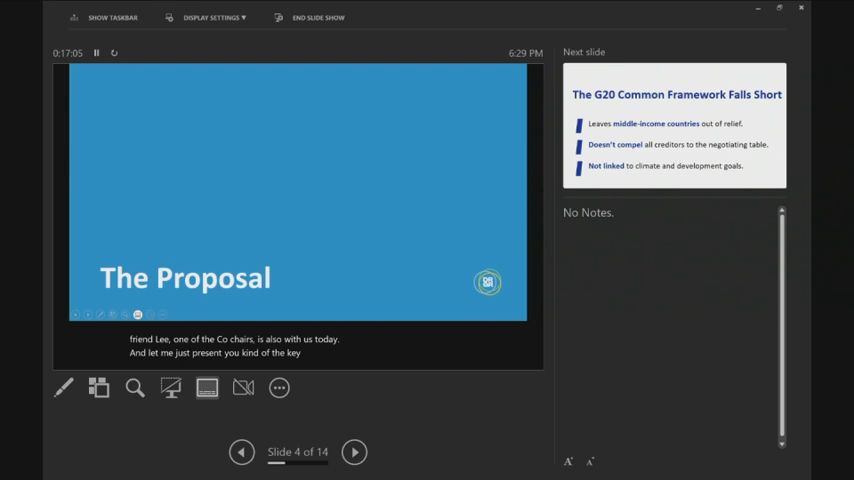 SHOW TASKBAR
DISPLAY SETTINGS ▼
END SLIDE SHOW
0:17:05
6:29 PM
The Proposal
friend Lee, one of the Co chairs, is also with us today.
And let me just present you kind of the key
Slide 4 of 14
Next slide
The G20 Common Framework Falls Short
Leaves middle-income countries out of relief.
Doesn't compel all creditors to the negotiating table.
Not linked to climate and development goals.
No Notes.
A
A